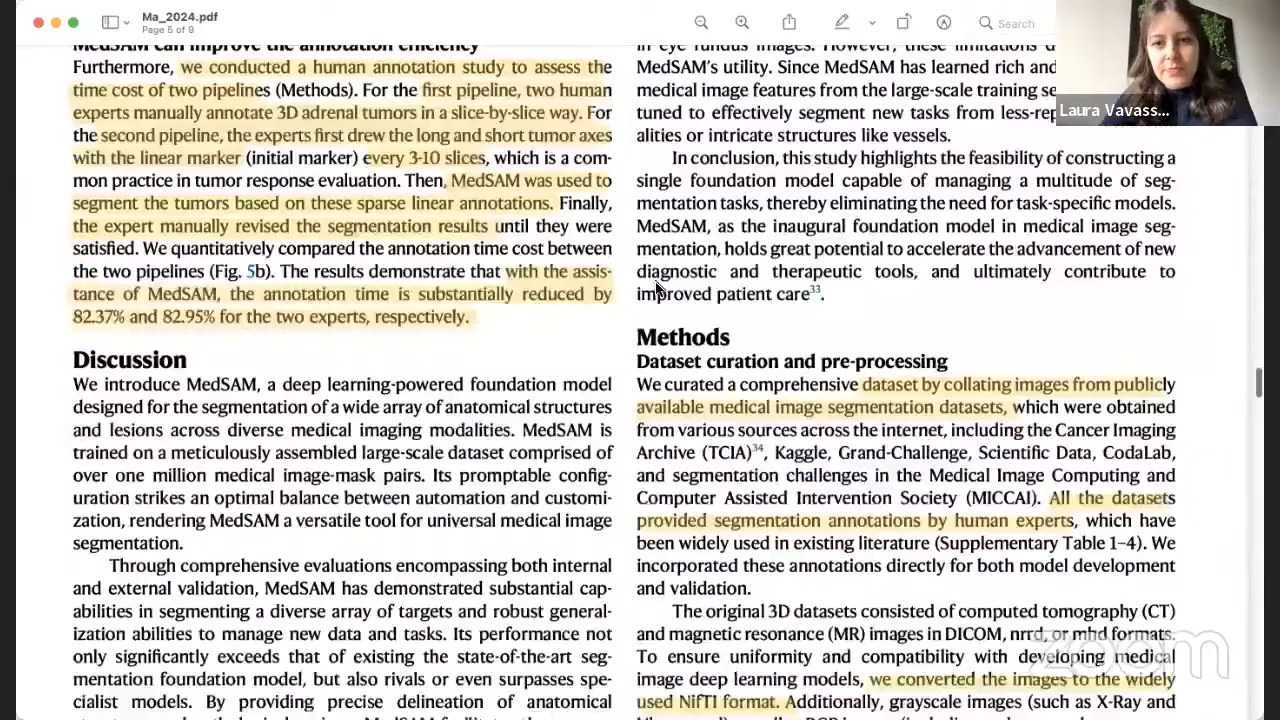 Ma_2024.pdf
Page 5 of 9
Search
Laura Vavass...
MedSAM can improve the annotation efficiency
Furthermore, we conducted a human annotation study to assess the
time cost of two pipelines (Methods). For the first pipeline, two human
experts manually annotate 3D adrenal tumors in a slice-by-slice way. For
the second pipeline, the experts first drew the long and short tumor axes
with the linear marker (initial marker) every 3-10 slices, which is a com-
mon practice in tumor response evaluation. Then, MedSAM was used to
segment the tumors based on these sparse linear annotations. Finally,
the expert manually revised the segmentation results until they were
satisfied. We quantitatively compared the annotation time cost between
the two pipelines (Fig. 5b). The results demonstrate that with the assis-
tance of MedSAM, the annotation time is substantially reduced by
82.37% and 82.95% for the two experts, respectively.
Discussion
We introduce MedSAM, a deep learning-powered foundation model
designed for the segmentation of a wide array of anatomical structures
and lesions across diverse medical imaging modalities. MedSAM is
trained on a meticulously assembled large-scale dataset comprised of
over one million medical image-mask pairs. Its promptable config-
uration strikes an optimal balance between automation and customi-
zation, rendering MedSAM a versatile tool for universal medical image
segmentation.
Through comprehensive evaluations encompassing both internal
and external validation, MedSAM has demonstrated substantial cap-
abilities in segmenting a diverse array of targets and robust general-
ization abilities to manage new data and tasks. Its performance not
only significantly exceeds that of existing the state-of-the-art seg-
mentation foundation model, but also rivals or even surpasses spe-
cialist models. By providing precise delineation of anatomical
in eye fundus images. However, these limitations
MedSAM's utility. Since MedSAM has learned rich and
medical image features from the large-scale training
tuned to effectively segment new tasks from
alities or intricate structures like vessels.
In conclusion, this study highlights the feasibility of constructing a
single foundation model capable of managing a multitude of seg-
mentation tasks, thereby eliminating the need for task-specific models.
MedSAM, as the inaugural foundation model in medical image seg-
mentation, holds great potential to accelerate the advancement of new
diagnostic and therapeutic tools, and ultimately contribute to
improved patient care33.
Methods
Dataset curation and pre-processing
We curated a comprehensive dataset by collating images from publicly
available medical image segmentation datasets, which were obtained
from various sources across the internet, including the Cancer Imaging
Archive (TCIA)34, Kaggle, Grand-Challenge, Scientific Data, CodaLab,
and segmentation challenges in the Medical Image Computing and
Computer Assisted Intervention Society (MICCAI). All the datasets
provided segmentation annotations by human experts, which have
been widely used in existing literature (Supplementary Table 1–4). We
incorporated these annotations directly for both model development
and validation.
The original 3D datasets consisted of computed tomography (CT)
and magnetic resonance (MR) images in DICOM, nrrd, or mhd formats.
To ensure uniformity and compatibility with developing medical
image deep learning models, we converted the images to the widely
used NifTI format. Additionally, grayscale images (such as X-Ray and
zoom